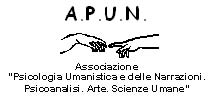 A.P.U.N.
Associazione
"Psicologia Umanistica e delle Narrazioni.
Psicoanalisi. Arte. Scienze Umane"